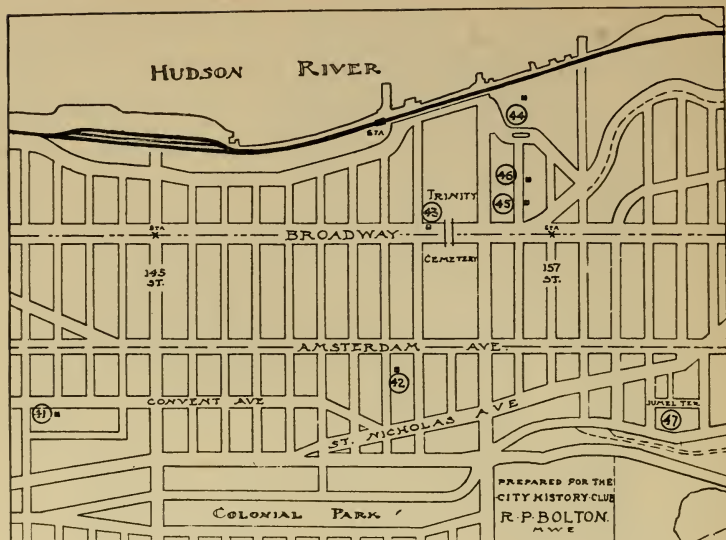 HUDSON RIVER
STA
44
46
45
TRINITY
43
STA
BROADWAY
STA
CEMETERY
145
ST.
157
ST.
AMSTERDAM AVE.
42
CONVENT AVE
41
ST. NICHOLAS AVE
JUMEL TER.
47
PREPARED FOR THE
CITY HISTORY CLUB
R.P. BOLTON.
MWE
COLONIAL PARK